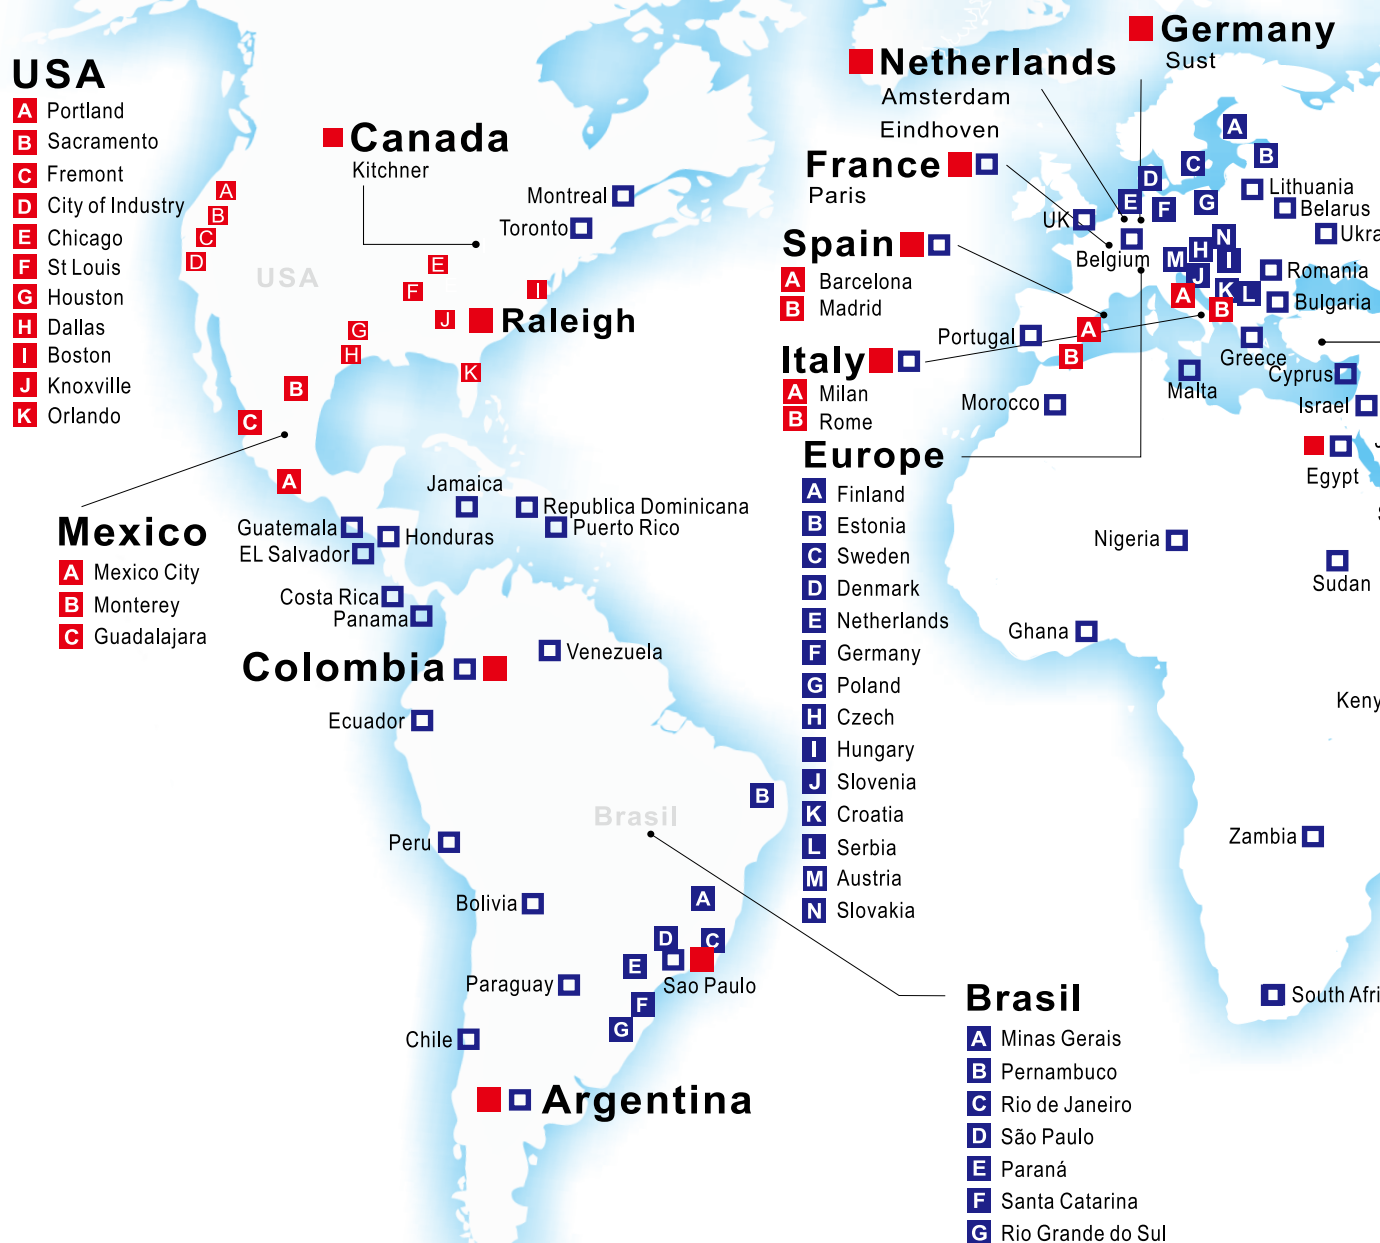 USA
A Portland
B Sacramento
C Fremont
D City of Industry
E Chicago
F St Louis
G Houston
H Dallas
I Boston
J Knoxville
K Orlando
Canada
Kitchner
Montreal
Toronto
A
B
C
D
USA
E
F
I
J
Raleigh
G
H
K
B
C
A
Mexico
A Mexico City
B Monterey
C Guadalajara
Jamaica
Republica Dominicana
Puerto Rico
Guatemala
Honduras
EL Salvador
Costa Rica
Panama
Colombia
Venezuela
Ecuador
Brasil
B
Peru
Bolivia
A
D
C
E
Sao Paulo
Paraguay
F
G
Chile
Argentina
Germany
Sust
Netherlands
Amsterdam
Eindhoven
France
Paris
Spain
A Barcelona
B Madrid
Italy
A Milan
B Rome
Europe
A Finland
B Estonia
C Sweden
D Denmark
E Netherlands
F Germany
G Poland
H Czech
I Hungary
J Slovenia
K Croatia
L Serbia
M Austria
N Slovakia
A
B
C
D
E
F
G
Lithuania
Belarus
Ukra
UK
Belgium
N
H
M
I
J
K
L
A
B
Romania
Bulgaria
Portugal
A
B
Greece
Cyprus
Malta
Morocco
Israel
Egypt
Nigeria
Sudan
Ghana
Keny
Zambia
South Afri
Brasil
A Minas Gerais
B Pernambuco
C Rio de Janeiro
D São Paulo
E Paraná
F Santa Catarina
G Rio Grande do Sul